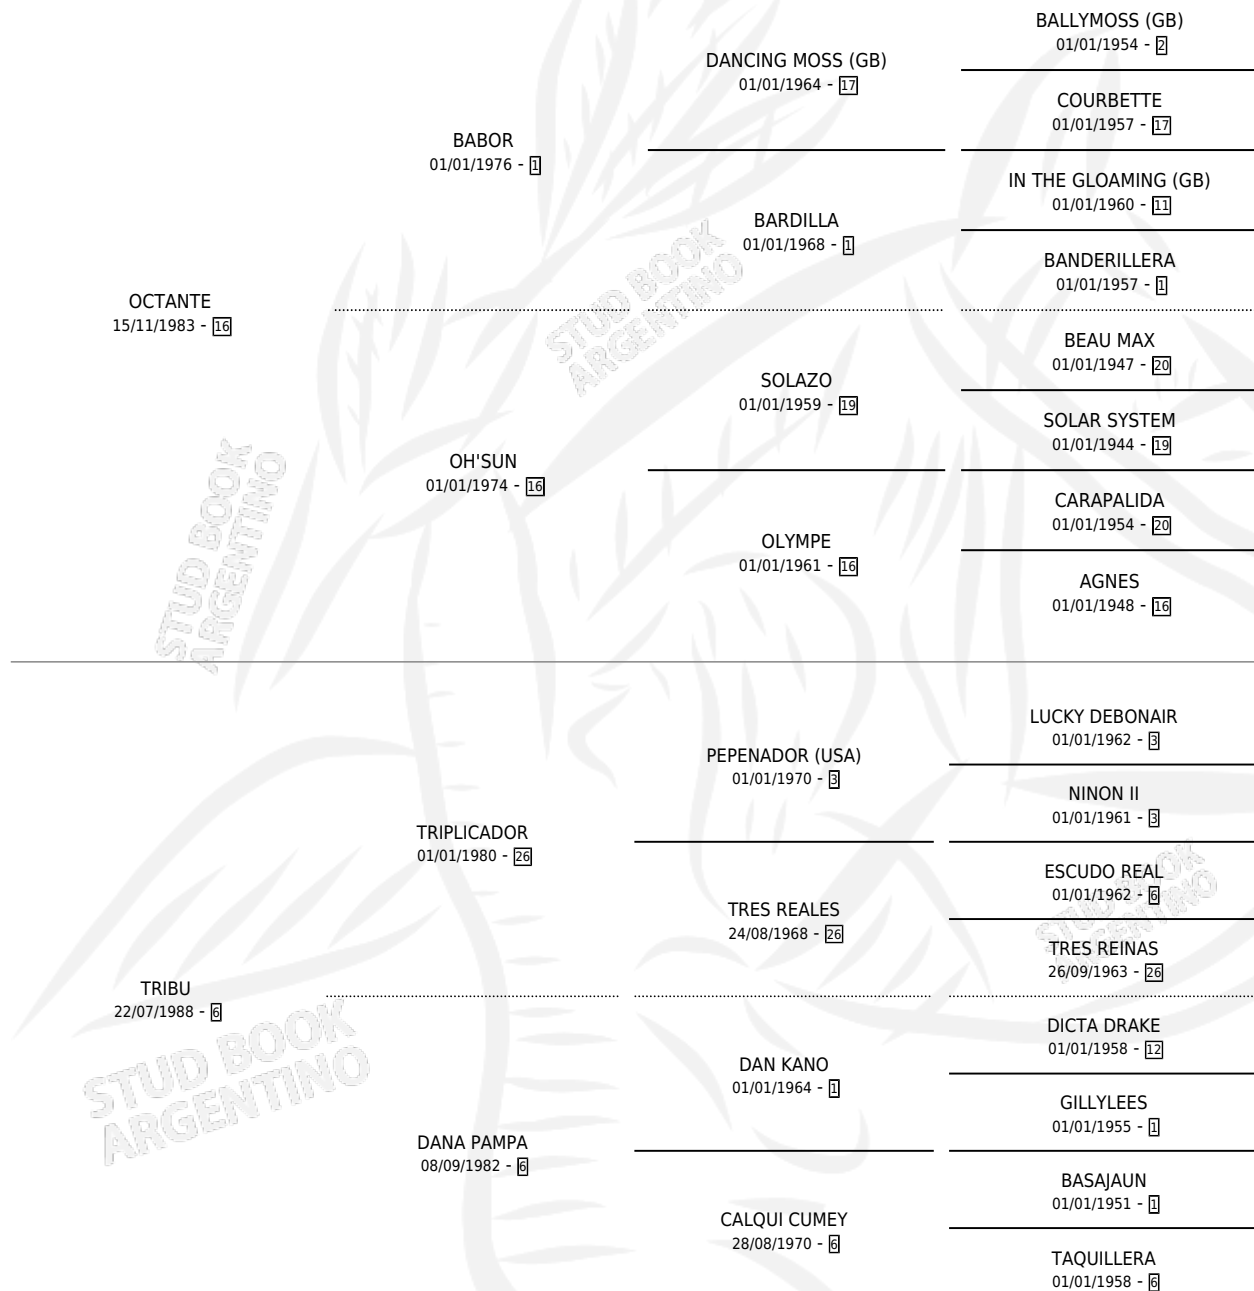 BALLYMOSS (GB)
01/01/1954 - 2
DANCING MOSS (GB)
01/01/1964 - 17
COURBETTE
01/01/1957 - 17
BABOR
01/01/1976 - 1
IN THE GLOAMING (GB)
01/01/1960 - 11
BARDILLA
01/01/1968 - 1
BANDERILLERA
01/01/1957 - 1
OCTANTE
15/11/1983 - 16
BEAU MAX
01/01/1947 - 20
SOLAZO
01/01/1959 - 19
SOLAR SYSTEM
01/01/1944 - 19
OH'SUN
01/01/1974 - 16
CARAPALIDA
01/01/1954 - 20
OLYMPE
01/01/1961 - 16
AGNES
01/01/1948 - 16
STUD BOOK
ARGENTINO
STUD BOOK
ARGENTINO
LUCKY DEBONAIR
01/01/1962 - 3
PEPENADOR (USA)
01/01/1970 - 3
NINON II
01/01/1961 - 3
TRIPLICADOR
01/01/1980 - 26
ESCUDO REAL
01/01/1962 - 6
TRES REALES
24/08/1968 - 26
TRES REINAS
26/09/1963 - 26
TRIBU
22/07/1988 - 6
DICTA DRAKE
01/01/1958 - 12
DAN KANO
01/01/1964 - 1
GILLYLEES
01/01/1955 - 1
DANA PAMPA
08/09/1982 - 6
BASAJAUN
01/01/1951 - 1
CALQUI CUMEY
28/08/1970 - 6
TAQUILLERA
01/01/1958 - 6
STUD BOOK
ARGENTINO
STUD BOOK
ARGENTINO